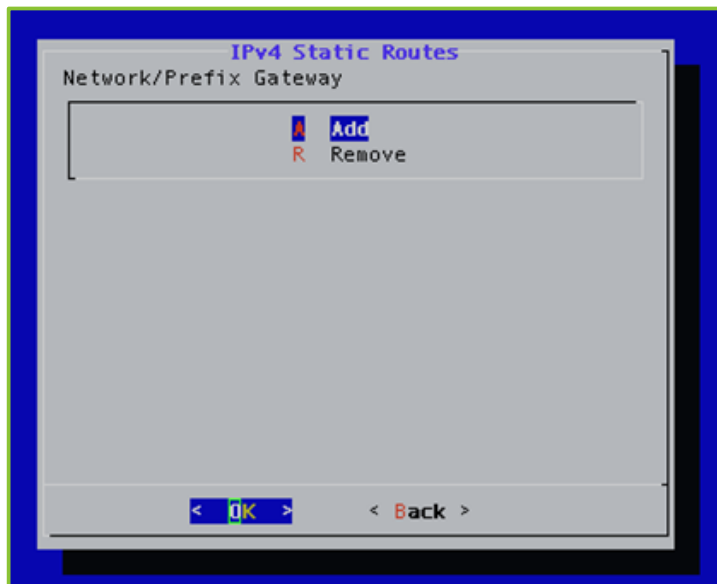 IPv4 Static Routes
Network/Prefix Gateway
A Add
R Remove
< OK > < Back >